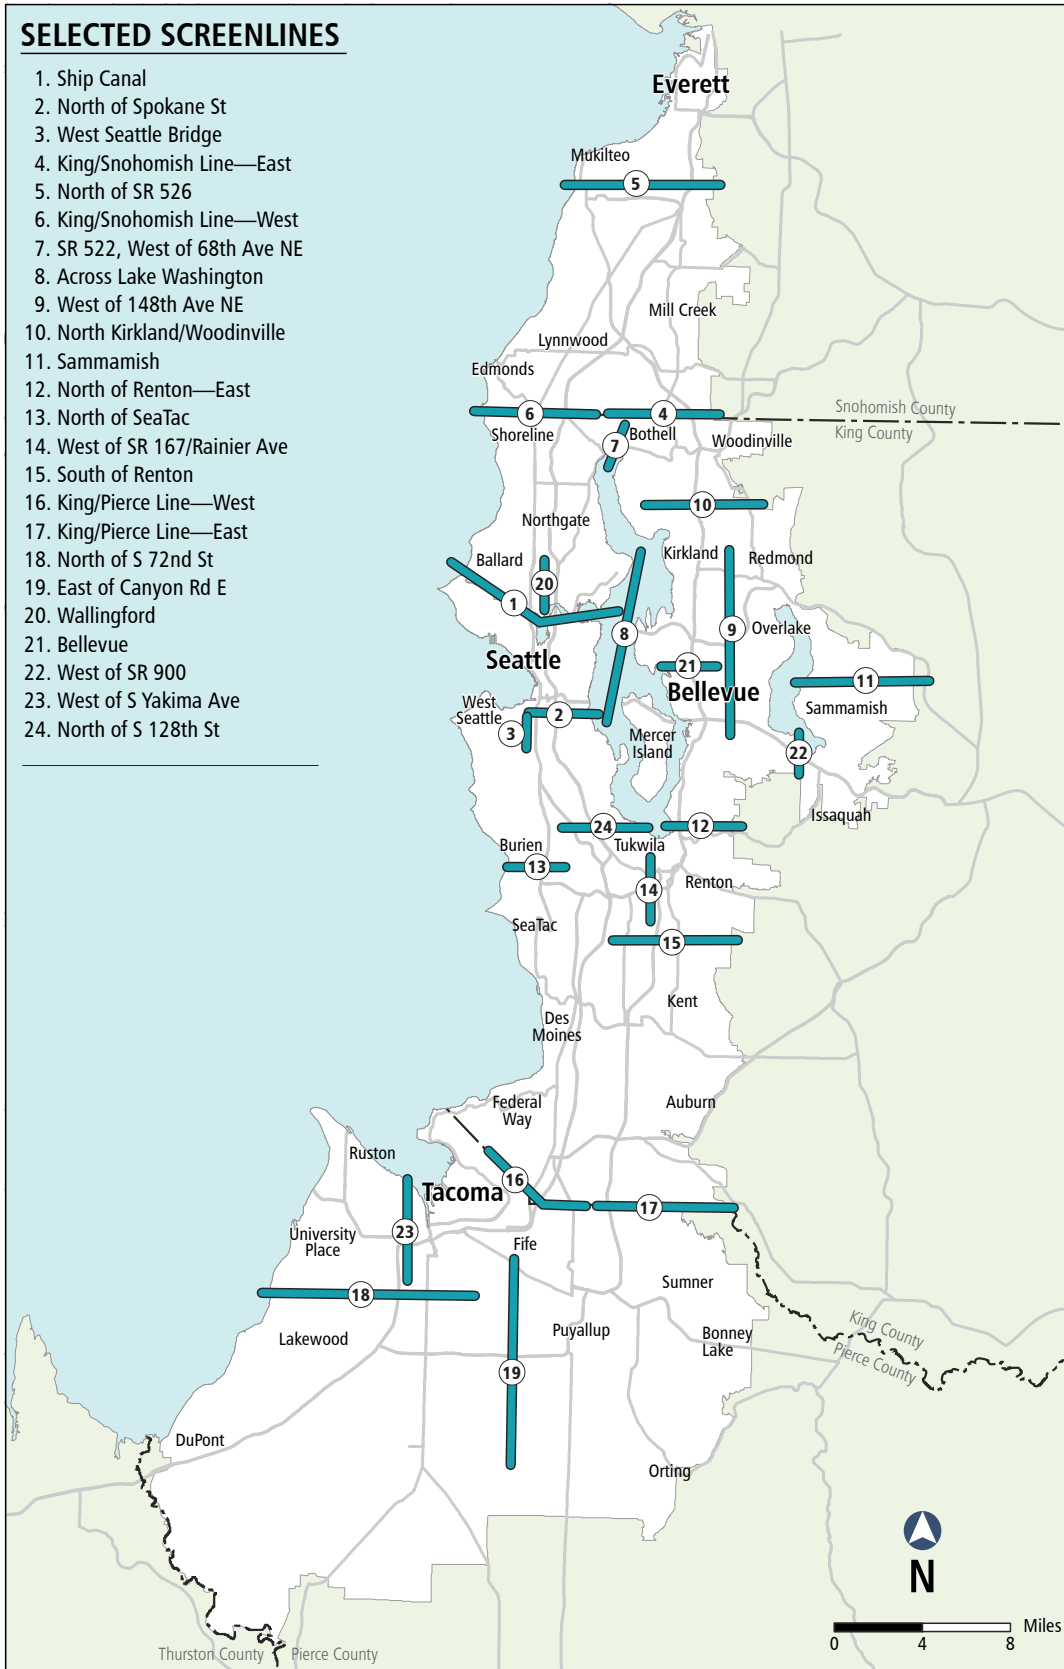 SELECTED SCREENLINES
1. Ship Canal
2. North of Spokane St
3. West Seattle Bridge
4. King/Snohomish Line—East
5. North of SR 526
6. King/Snohomish Line—West
7. SR 522, West of 68th Ave NE
8. Across Lake Washington
9. West of 148th Ave NE
10. North Kirkland/Woodinville
11. Sammamish
12. North of Renton—East
13. North of SeaTac
14. West of SR 167/Rainier Ave
15. South of Renton
16. King/Pierce Line—West
17. King/Pierce Line—East
18. North of S 72nd St
19. East of Canyon Rd E
20. Wallingford
21. Bellevue
22. West of SR 900
23. West of S Yakima Ave
24. North of S 128th St
Everett
Mukilteo
5
Mill Creek
Lynnwood
Edmonds
6
4
Snohomish County
King County
Shoreline
7
Bothell
Woodinville
10
Northgate
Ballard
Kirkland
Redmond
20
1
8
9
Overlake
Seattle
21
Bellevue
11
Sammamish
West
Seattle
2
3
Mercer
Island
22
Issaquah
24
12
Burien
Tukwila
13
14
Renton
SeaTac
15
Kent
Des
Moines
Federal
Way
Auburn
Ruston
16
Tacoma
17
23
University
Place
Fife
18
Sumner
Lakewood
Puyallup
Bonney
Lake
King County
Pierce County
19
DuPont
Orting
N
Miles
0
4
8
Thurston County
Pierce County